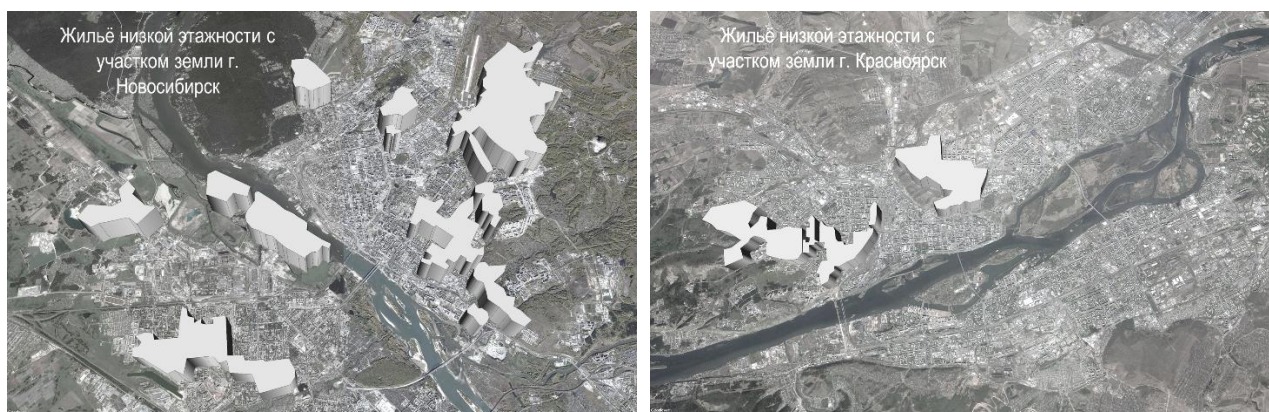 Жильё низкой этажности с
участком земли г.
Новосибирск
Жильё низкой этажности с
участком земли г. Красноярск